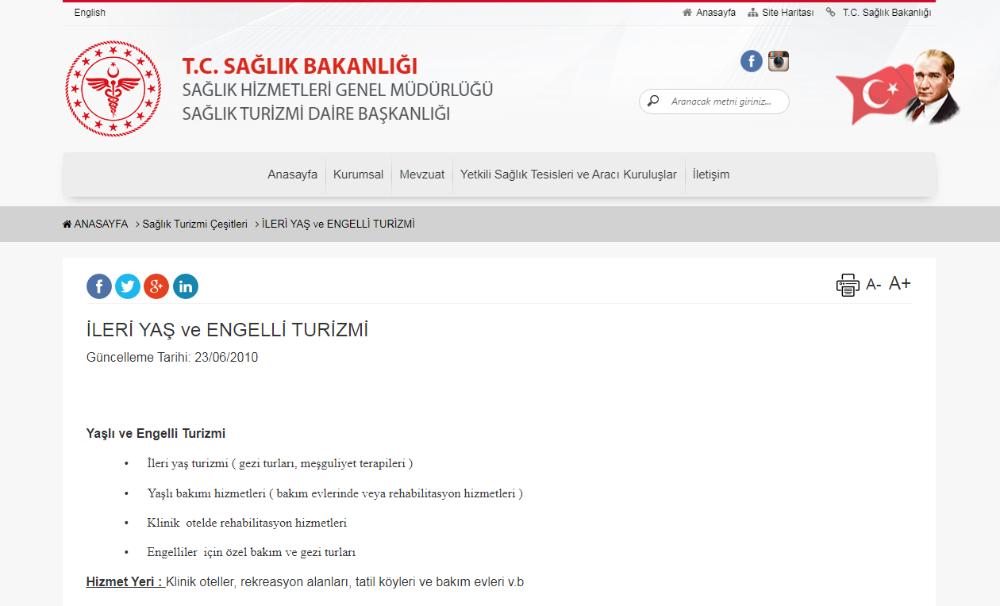 English
Anasayfa Site Haritası T.C. Sağlık Bakanlığı
T.C. SAĞLIK BAKANLIĞI
SAĞLIK HİZMETLERİ GENEL MÜDÜRLÜĞÜ
SAĞLIK TURİZMİ DAİRE BAŞKANLIĞI
Aranacak metni giriniz...
Anasayfa Kurumsal Mevzuat Yetkili Sağlık Tesisleri ve Aracı Kuruluşlar İletişim
ANASAYFA > Sağlık Turizmi Çeşitleri > İLERİ YAŞ ve ENGELLİ TURİZMİ
A- A+
İLERİ YAŞ ve ENGELLİ TURİZMİ
Güncelleme Tarihi: 23/06/2010
Yaşlı ve Engelli Turizmi
• İleri yaş turizmi ( gezi turları, meşguliyet terapileri )
• Yaşlı bakımı hizmetleri ( bakım evlerinde veya rehabilitasyon hizmetleri )
• Klinik  otelde rehabilitasyon hizmetleri
• Engelliler  için özel bakım ve gezi turları
Hizmet Yeri : Klinik oteller, rekreasyon alanları, tatil köyleri ve bakım evleri v.b